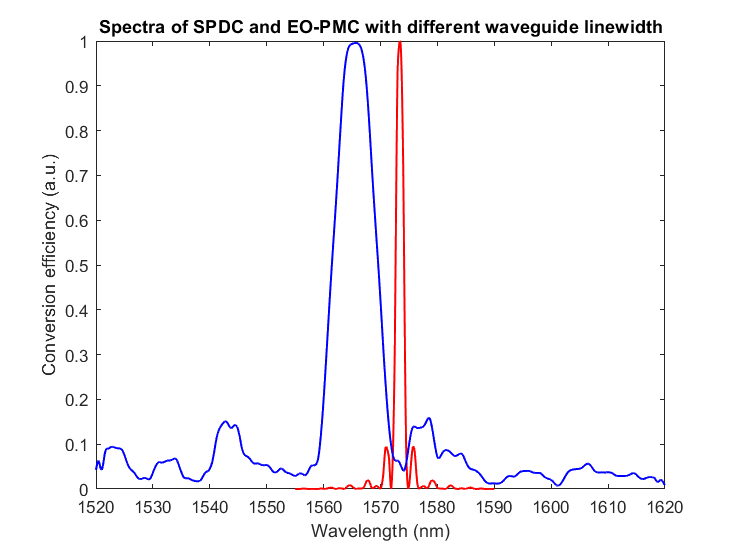 Spectra of SPDC and EO-PMC with different waveguide linewidth
1
0.9
0.8
0.7
0.6
0.5
0.4
0.3
0.2
0.1
0
Conversion efficiency (a.u.)
1520 1530 1540 1550 1560 1570 1580 1590 1600 1610 1620
Wavelength (nm)